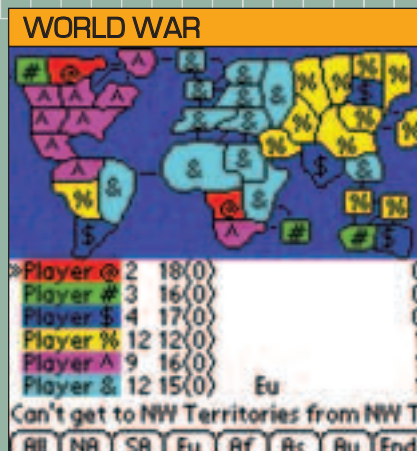 WORLD WAR
»Player @ 2 18(0)
Player # 3 16(0)
Player $ 4 17(0)
Player % 12 12(0)
Player ^ 9 16(0)
Player & 12 15(0) Eu
Can't get to NW Territories from NW T
All NA SA Eu Af As Au End